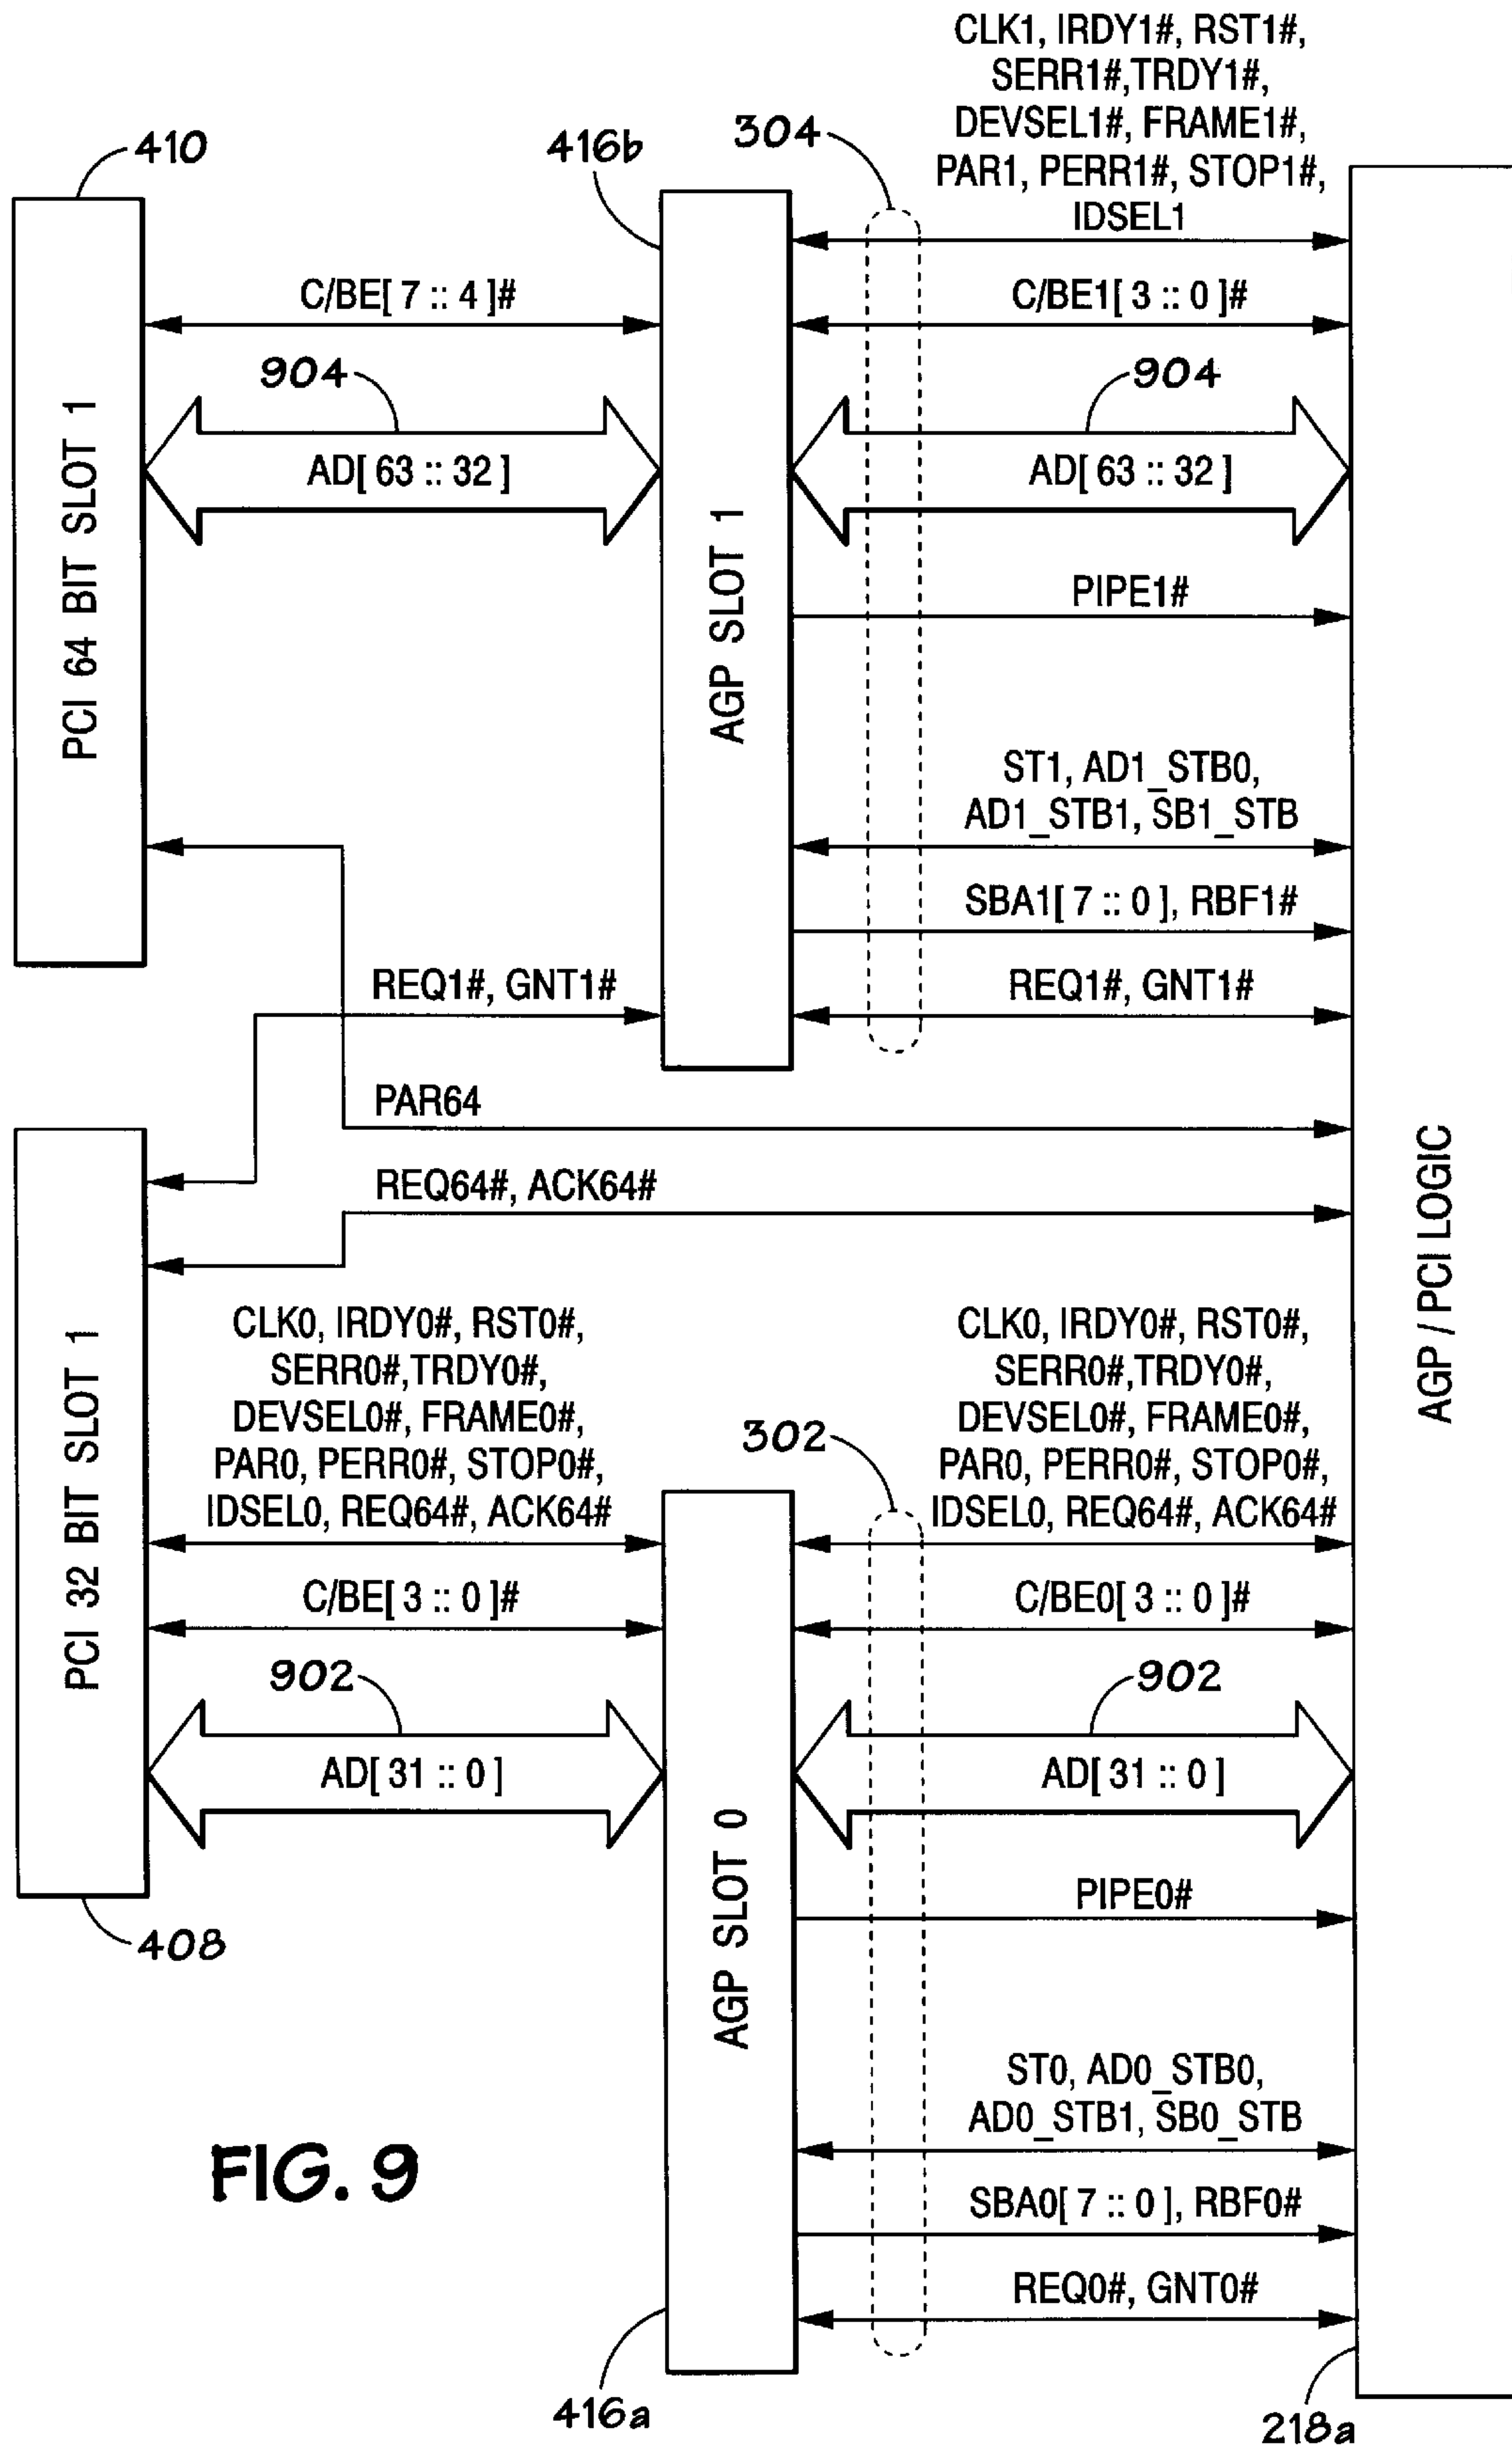 CLK1, IRDY1#, RST1#,
SERR1#,TRDY1#,
DEVSEL1#, FRAME1#,
PAR1, PERR1#, STOP1#,
IDSEL1
410
416b
304
C/BE[ 7 :: 4 ]#
C/BE1[ 3 :: 0 ]#
904
904
AD[ 63 :: 32 ]
AD[ 63 :: 32 ]
PCI 64 BIT SLOT 1
AGP SLOT 1
PIPE1#
ST1, AD1_STB0,
AD1_STB1, SB1_STB
SBA1[ 7 :: 0 ], RBF1#
REQ1#, GNT1#
REQ1#, GNT1#
PAR64
REQ64#, ACK64#
AGP / PCI LOGIC
CLK0, IRDY0#, RST0#,
SERR0#,TRDY0#,
DEVSEL0#, FRAME0#,
PAR0, PERR0#, STOP0#,
IDSEL0, REQ64#, ACK64#
CLK0, IRDY0#, RST0#,
SERR0#,TRDY0#,
DEVSEL0#, FRAME0#,
PAR0, PERR0#, STOP0#,
IDSEL0, REQ64#, ACK64#
302
PCI 32 BIT SLOT 1
C/BE[ 3 :: 0 ]#
C/BE0[ 3 :: 0 ]#
902
902
AD[ 31 :: 0 ]
AD[ 31 :: 0 ]
AGP SLOT 0
PIPE0#
408
ST0, AD0_STB0,
AD0_STB1, SB0_STB
FIG. 9
SBA0[ 7 :: 0 ], RBF0#
REQ0#, GNT0#
416a
218a